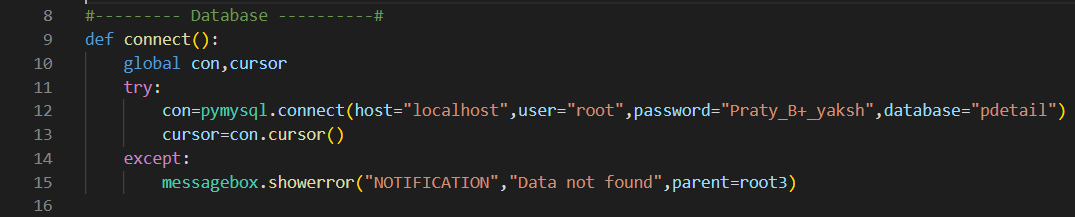 8 #--------- Database ----------#
9 def connect():
10     global con,cursor
11     try:
12         con=pymysql.connect(host="localhost",user="root",password="Praty_B+_yaksh",database="pdetail")
13         cursor=con.cursor()
14     except:
15         messagebox.showerror("NOTIFICATION","Data not found",parent=root3)
16